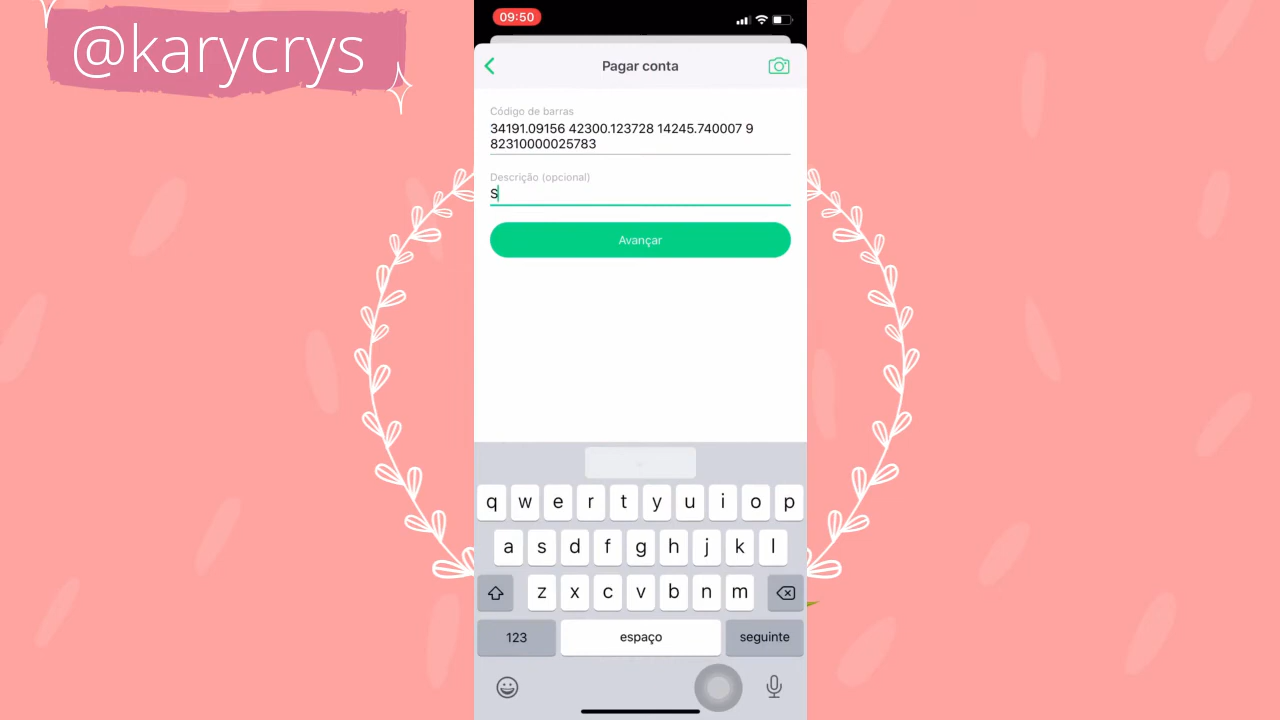 @karycrys
09:50
Pagar conta
Código de barras
34191.09156 42300.123728 14245.740007 9
82310000025783
Descrição (opcional)
S
Avançar
q w e r t y u i o p
a s d f g h j k l
z x c v b n m
123 espaço seguinte